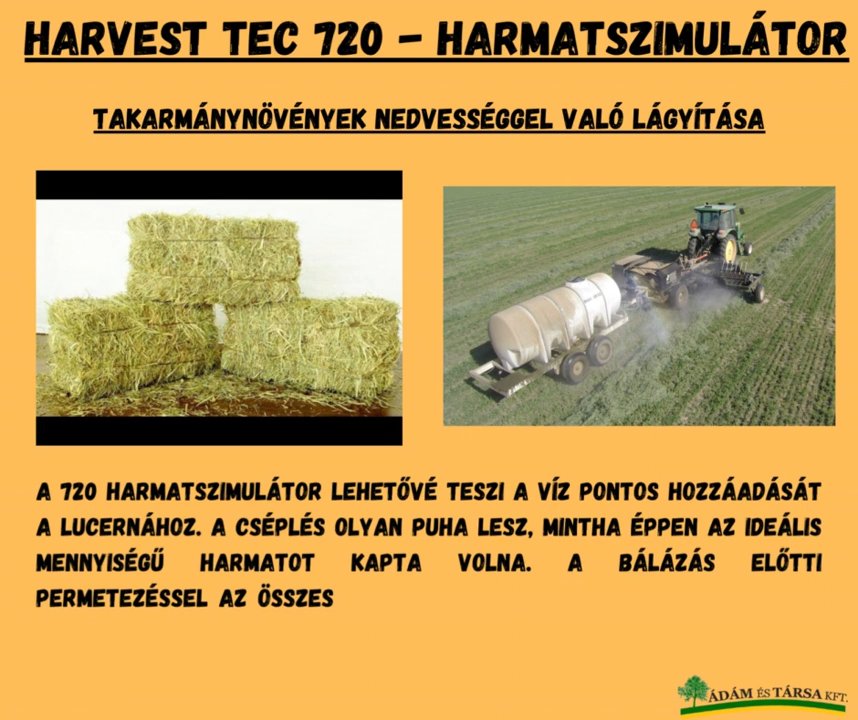 HARVEST TEC 720 - HARMATSZIMULÁTOR
TAKARMÁNYNÖVÉNYEK NEDVESSÉGGEL VALÓ LÁGYÍTÁSA
A 720 HARMATSZIMULÁTOR LEHETŐVÉ TESZI A VÍZ PONTOS HOZZÁADÁSÁT
A LUCERNÁHOZ. A CSÉPLÉS OLYAN PUHA LESZ, MINTHA ÉPPEN AZ IDEÁLIS
MENNYISÉGŰ HARMATOT KAPTA VOLNA. A BÁLÁZÁS ELŐTTI
PERMETEZÉSSEL AZ ÖSSZES
ÁDÁM ÉS TÁRSA KFT.